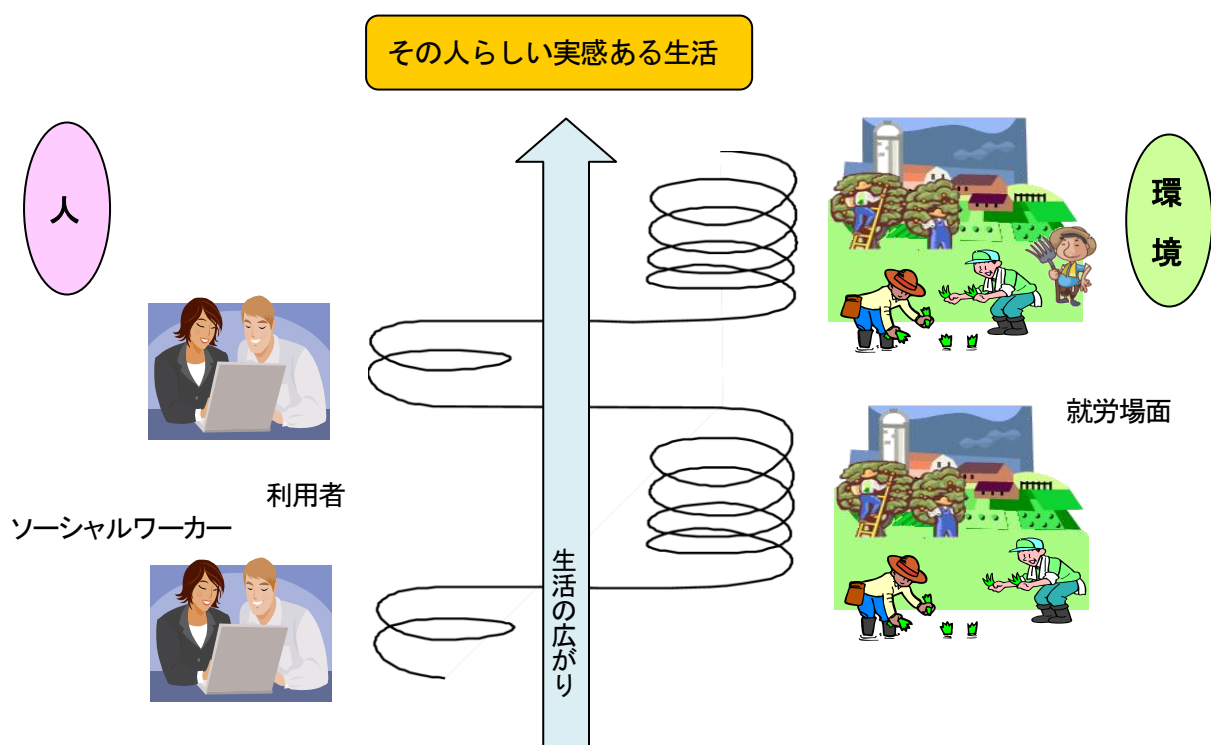 その人らしい実感ある生活
人
環
境
就労場面
利用者
ソーシャルワーカー
生活の広がり